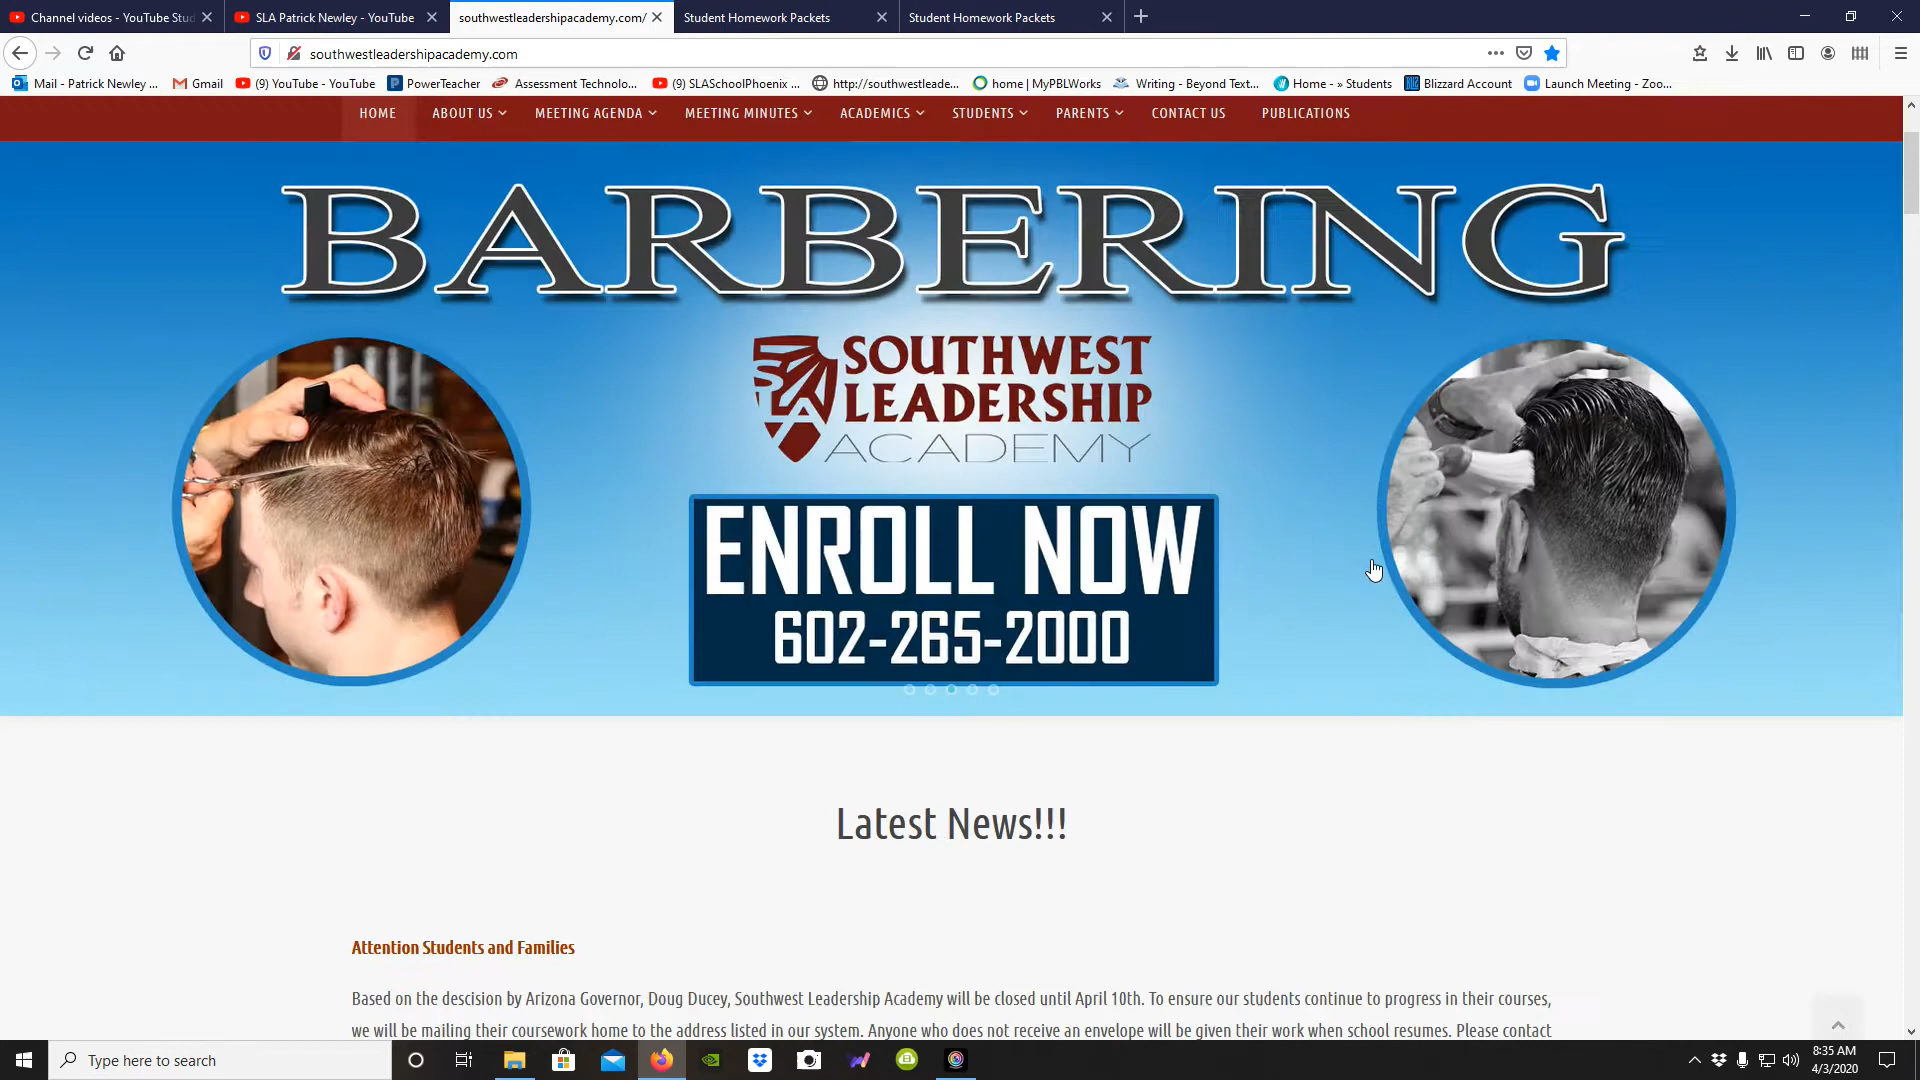 Channel videos - YouTube Stud
SLA Patrick Newley - YouTube
southwestleadershipacademy.com/
Student Homework Packets
Student Homework Packets
southwestleadershipacademy.com
Mail - Patrick Newley ...
Gmail
(9) YouTube - YouTube
PowerTeacher
Assessment Technolo...
(9) SLASchoolPhoenix ...
http://southwestleade...
home | MyPBLWorks
Writing - Beyond Text...
Home - » Students
Blizzard Account
Launch Meeting - Zoo...
HOME
ABOUT US
MEETING AGENDA
MEETING MINUTES
ACADEMICS
STUDENTS
PARENTS
CONTACT US
PUBLICATIONS
BARBERING
SOUTHWEST
LEADERSHIP
ACADEMY
ENROLL NOW
602-265-2000
Latest News!!!
Attention Students and Families
Based on the descision by Arizona Governor, Doug Ducey, Southwest Leadership Academy will be closed until April 10th. To ensure our students continue to progress in their courses,
we will be mailing their coursework home to the address listed in our system. Anyone who does not receive an envelope will be given their work when school resumes. Please contact
Type here to search
8:35 AM
4/3/2020